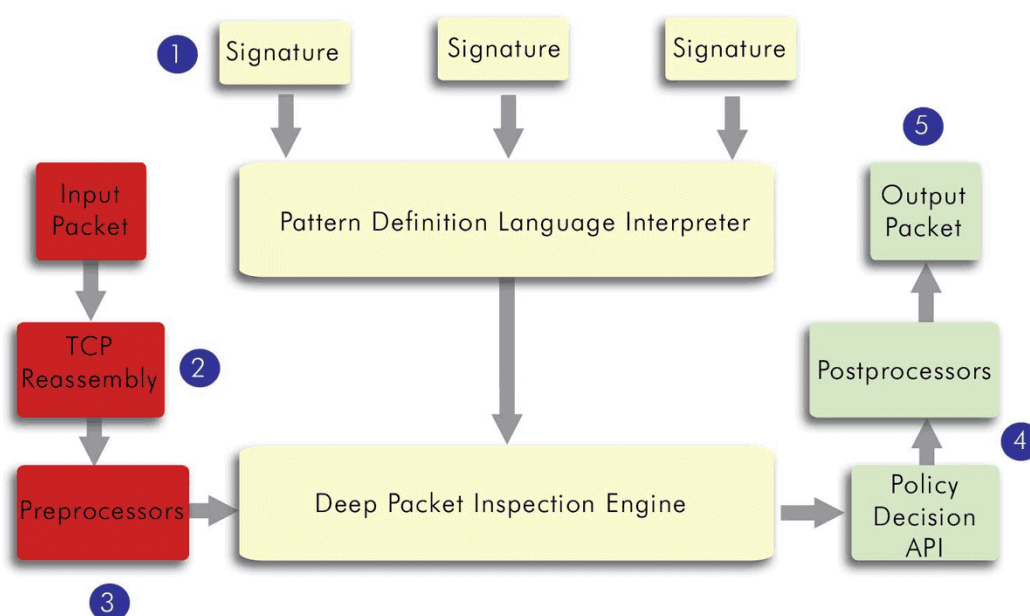 1
Signature
Signature
Signature
5
Input
Packet
Pattern Definition Language Interpreter
Output
Packet
TCP
Reassembly
2
Postprocessors
4
Preprocessors
Deep Packet Inspection Engine
Policy
Decision
API
3